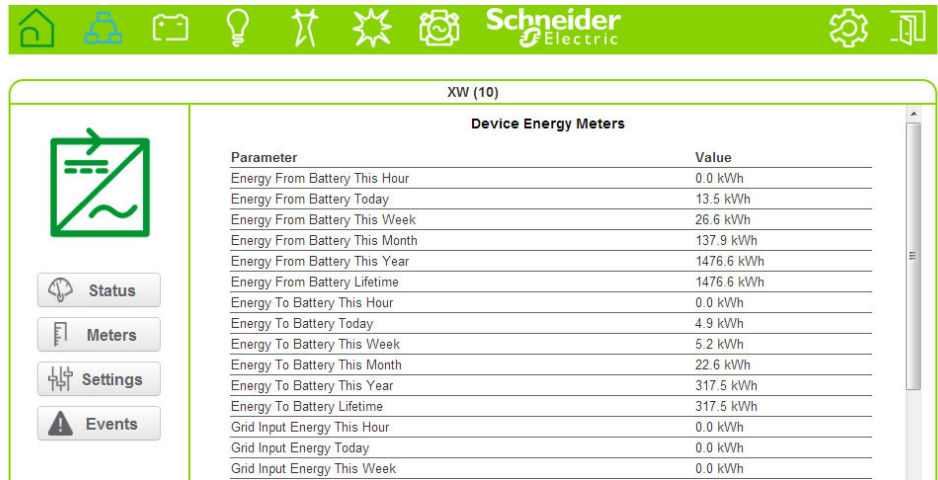 Schneider
Electric
XW (10)
Device Energy Meters
Parameter Value
Energy From Battery This Hour 0.0 kWh
Energy From Battery Today 13.5 kWh
Energy From Battery This Week 26.6 kWh
Energy From Battery This Month 137.9 kWh
Energy From Battery This Year 1476.6 kWh
Energy From Battery Lifetime 1476.6 kWh
Energy To Battery This Hour 0.0 kWh
Energy To Battery Today 4.9 kWh
Energy To Battery This Week 5.2 kWh
Energy To Battery This Month 22.6 kWh
Energy To Battery This Year 317.5 kWh
Energy To Battery Lifetime 317.5 kWh
Grid Input Energy This Hour 0.0 kWh
Grid Input Energy Today 0.0 kWh
Grid Input Energy This Week 0.0 kWh
Status
Meters
Settings
Events